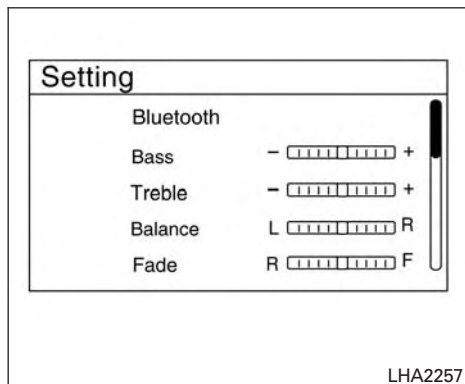 Setting
Bluetooth
Bass - +
Treble - +
Balance L R
Fade R F
LHA2257